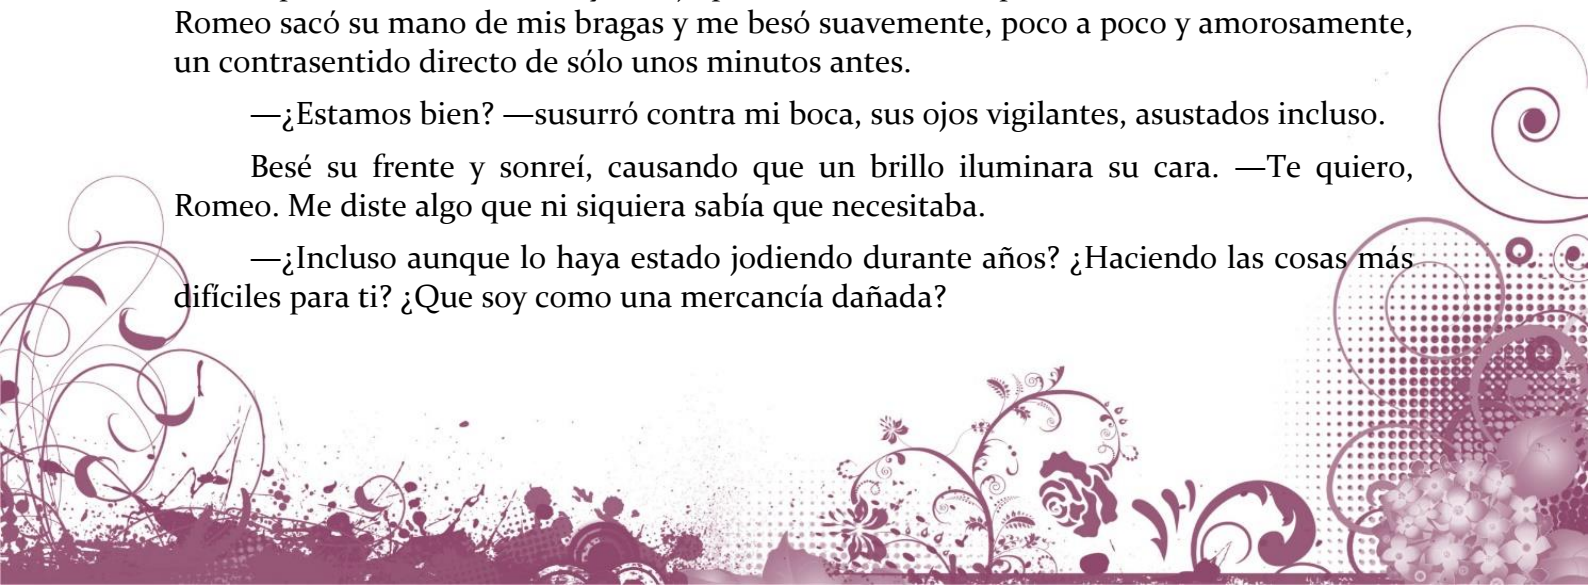 Romeo sacó su mano de mis bragas y me besó suavemente, poco a poco y amorosamente,
un contrasentido directo de sólo unos minutos antes.
—¿Estamos bien? —susurró contra mi boca, sus ojos vigilantes, asustados incluso.
Besé su frente y sonreí, causando que un brillo iluminara su cara. —Te quiero,
Romeo. Me diste algo que ni siquiera sabía que necesitaba.
—¿Incluso aunque lo haya estado jodiendo durante años? ¿Haciendo las cosas más
difíciles para ti? ¿Que soy como una mercancía dañada?